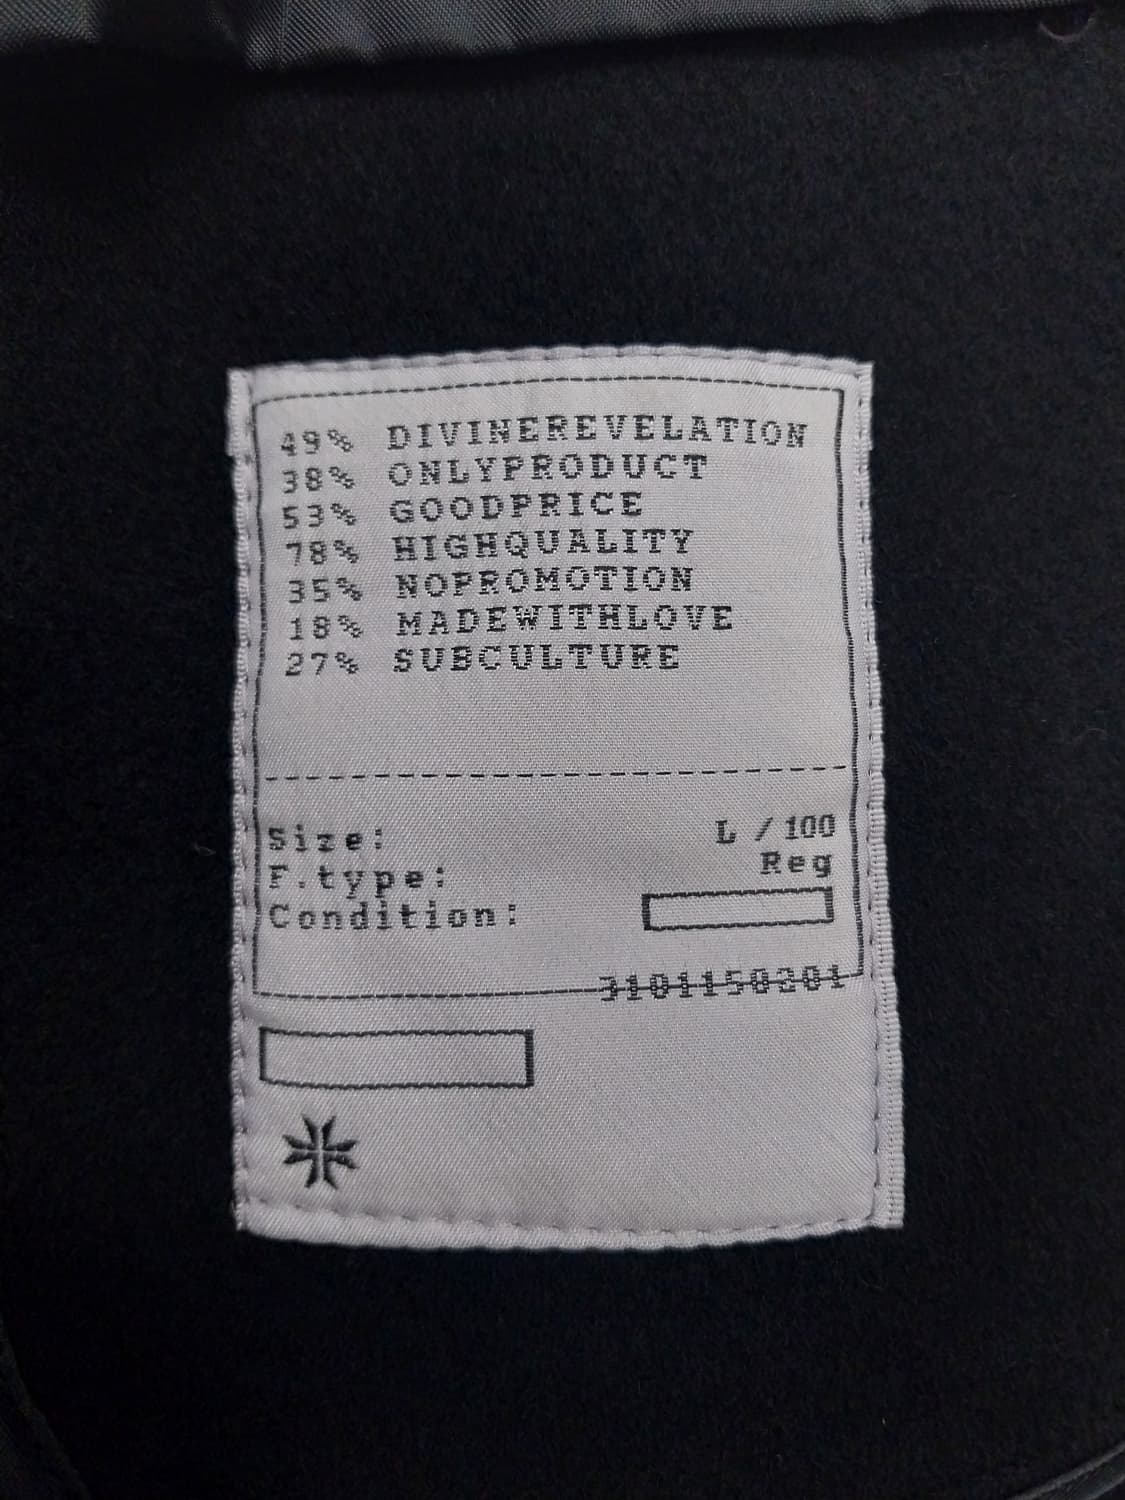 49% DIVINEREVELATION
38% ONLYPRODUCT
53% GOODPRICE
78% HIGHQUALITY
35% NOPROMOTION
18% MADEWITHLOVE
27% SUBCULTURE
Size: L / 100
F.type: Reg
Condition:
3101150201